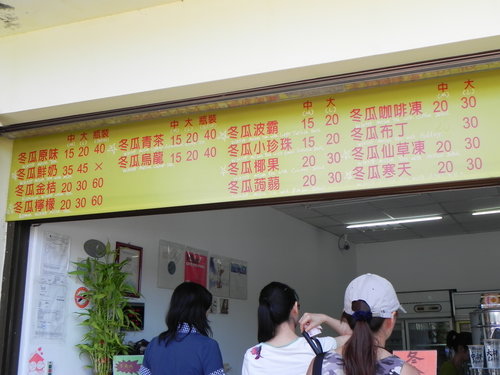 中 大 瓶裝
冬瓜原味 15 20 40
冬瓜鮮奶 35 45 ×
冬瓜金桔 20 30 60
冬瓜檸檬 20 30 60
中 大 瓶裝
冬瓜青茶 15 20 40
冬瓜烏龍 15 20 40
中 大
冬瓜波霸 15 20
冬瓜小珍珠 15 20
冬瓜椰果 20 30
冬瓜蒟蒻 20 30
中 大
冬瓜咖啡凍 20 30
冬瓜布丁 30
冬瓜仙草凍 20 30
冬瓜寒天 20 30
冬